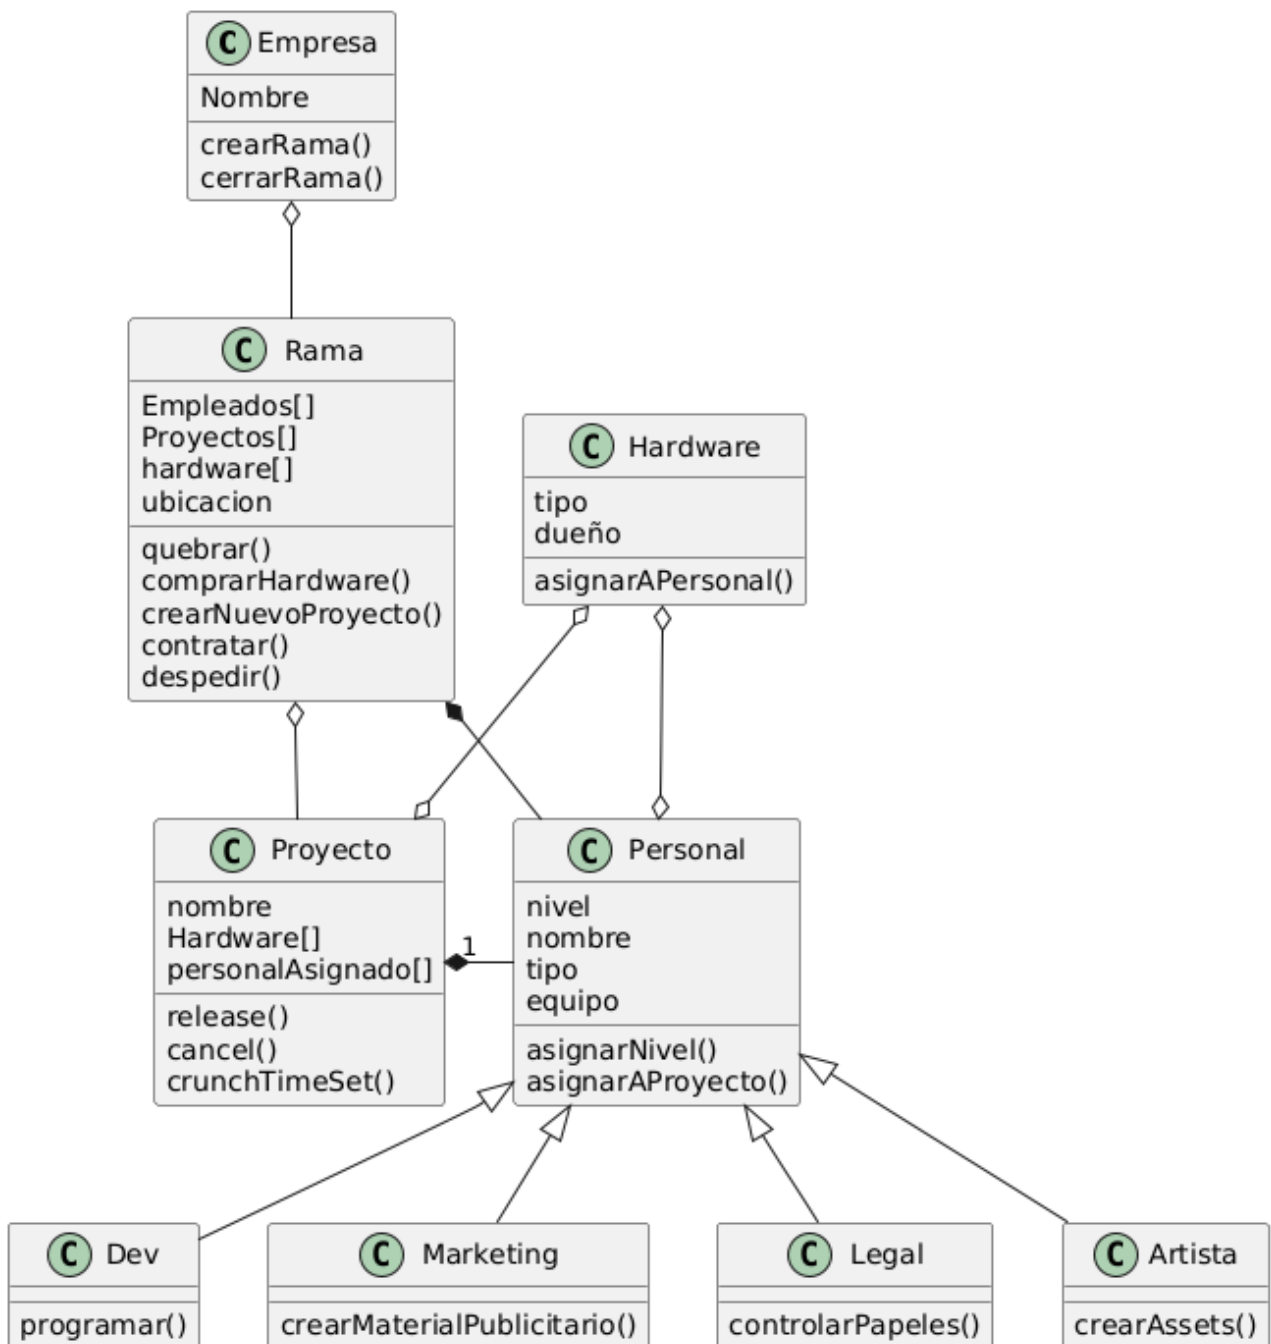 C Empresa
Nombre
crearRama()
cerrarRama()
C Rama
Empleados[]
Proyectos[]
hardware[]
ubicacion
quebrar()
comprarHardware()
crearNuevoProyecto()
contratar()
despedir()
C Hardware
tipo
dueño
asignarAPersonal()
C Proyecto
nombre
Hardware[]
personalAsignado[]
release()
cancel()
crunchTimeSet()
1
C Personal
nivel
nombre
tipo
equipo
asignarNivel()
asignarAProyecto()
C Dev
programar()
C Marketing
crearMaterialPublicitario()
C Legal
controlarPapeles()
C Artista
crearAssets()